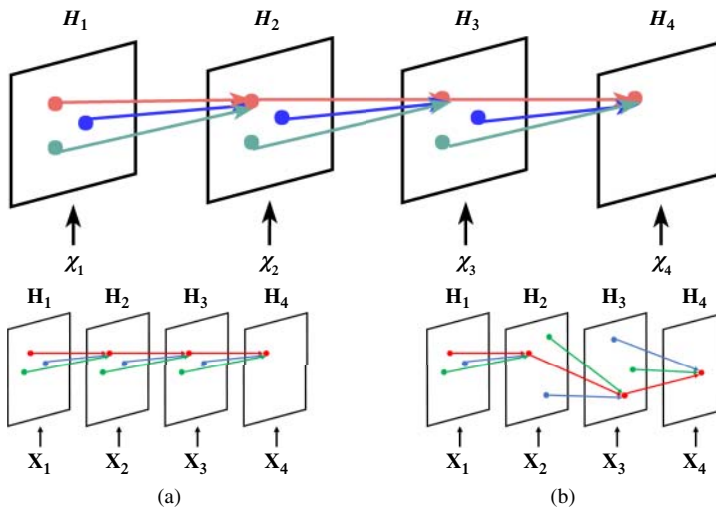 H₁ H₂ H₃ H₄
χ₁ χ₂ χ₃ χ₄
H₁ H₂ H₃ H₄ H₁ H₂ H₃ H₄
X₁ X₂ X₃ X₄ X₁ X₂ X₃ X₄
(a) (b)